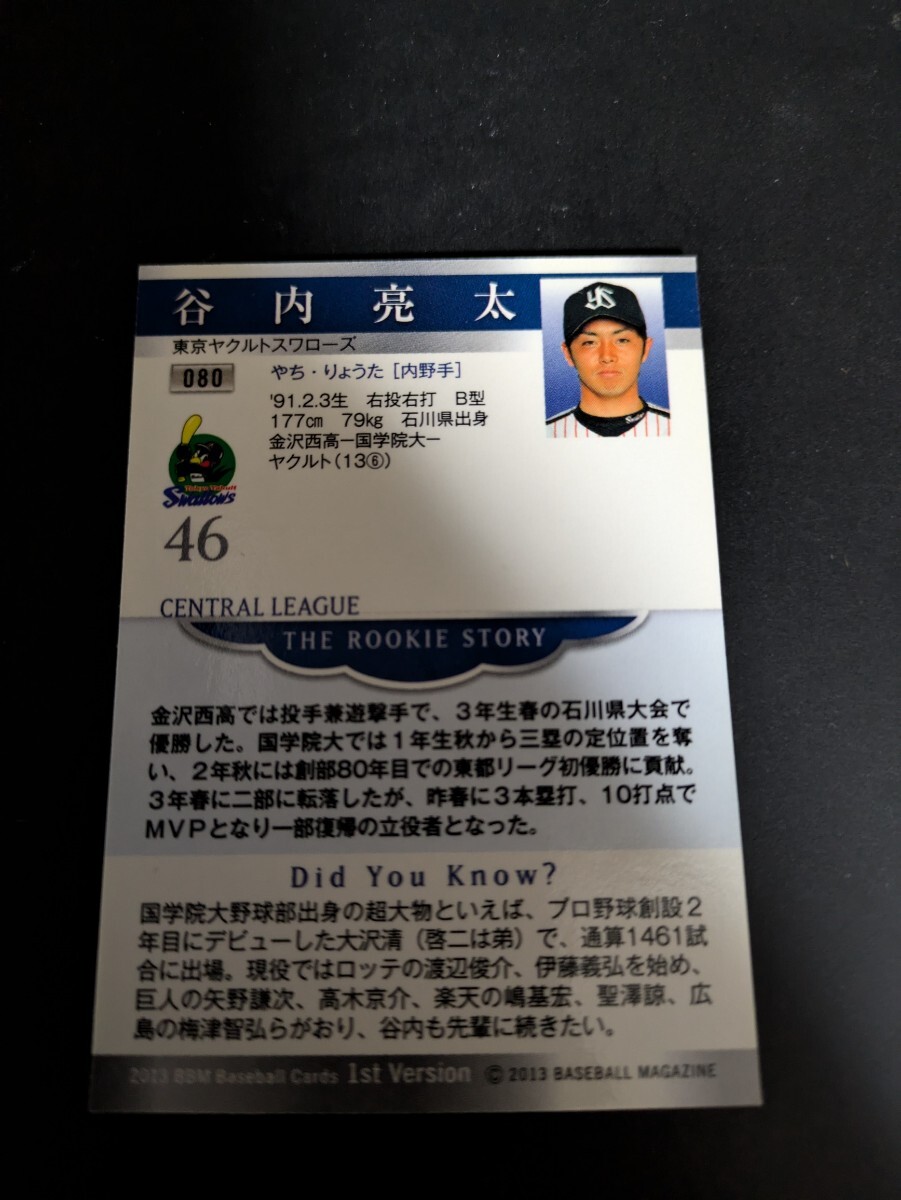 谷内亮太
東京ヤクルトスワローズ
080
やち・りょうた [内野手]
'91.2.3生 右投右打 B型
177cm 79kg 石川県出身
金沢西高ー国学院大ー
ヤクルト(13⑥)
YS
Swallows
46
CENTRAL LEAGUE
THE ROOKIE STORY
金沢西高では投手兼遊撃手で、3年生春の石川県大会で
優勝した。国学院大では1年生秋から三塁の定位置を奪
い、2年秋には創部80年目での東都リーグ初優勝に貢献。
3年春に二部に転落したが、昨春に3本塁打、10打点で
MVPとなり一部復帰の立役者となった。
Did You Know?
国学院大野球部出身の超大物といえば、プロ野球創設2
年目にデビューした大沢清(啓二は弟)で、通算1461試
合に出場。現役ではロッテの渡辺俊介、伊藤義弘を始め、
巨人の矢野謙次、高木京介、楽天の嶋基宏、聖澤諒、広
島の梅津智弘らがおり、谷内も先輩に続きたい。
2013 BBM Baseball Cards 1st Version © 2013 BASEBALL MAGAZINE